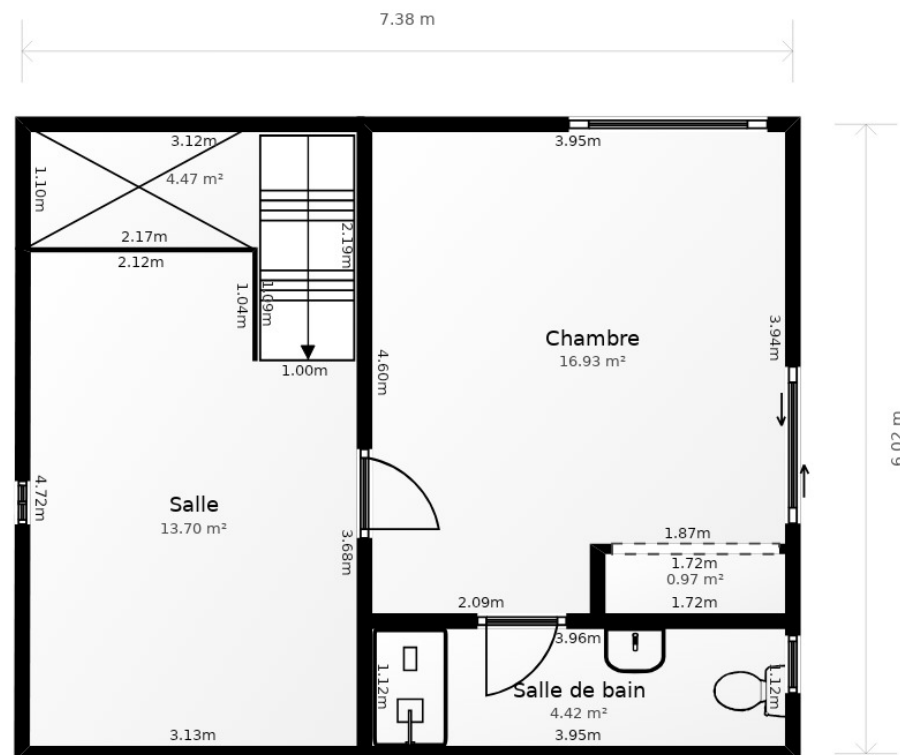 7.38 m
3.12m
3.95m
4.47 m²
1.10m
2.17m
2.19m
2.12m
1.04m
1.09m
3.94m
Chambre
16.93 m²
4.60m
1.00m
4.72m
Salle
13.70 m²
3.68m
1.87m
1.72m
0.97 m²
2.09m
1.72m
3.96m
1.12m
1.12m
Salle de bain
4.42 m²
3.13m
3.95m